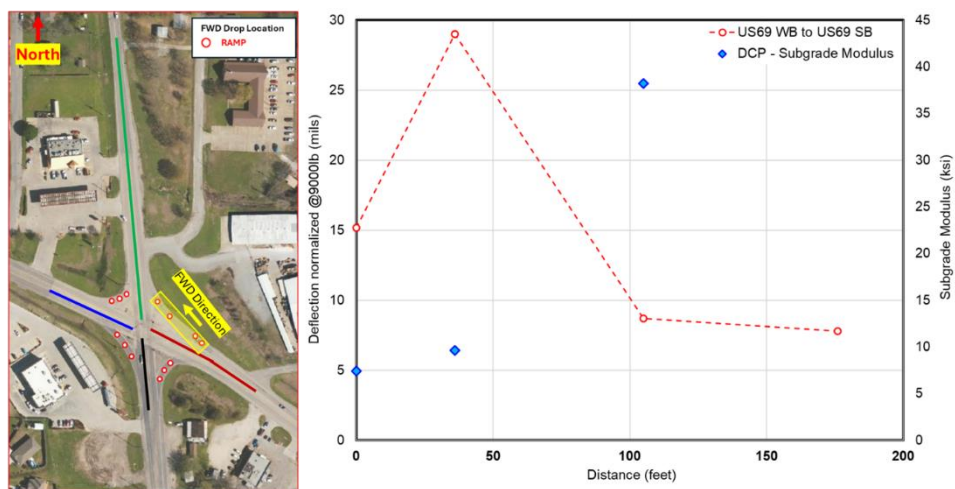 North
FWD Drop Location
RAMP
FWD Direction
US69 WB to US69 SB
DCP - Subgrade Modulus
Deflection normalized @9000lb (mils)
30
25
20
15
10
5
0
45
40
35
30
25
20
15
10
5
0
Subgrade Modulus (ksi)
0 50 100 150 200
Distance (feet)